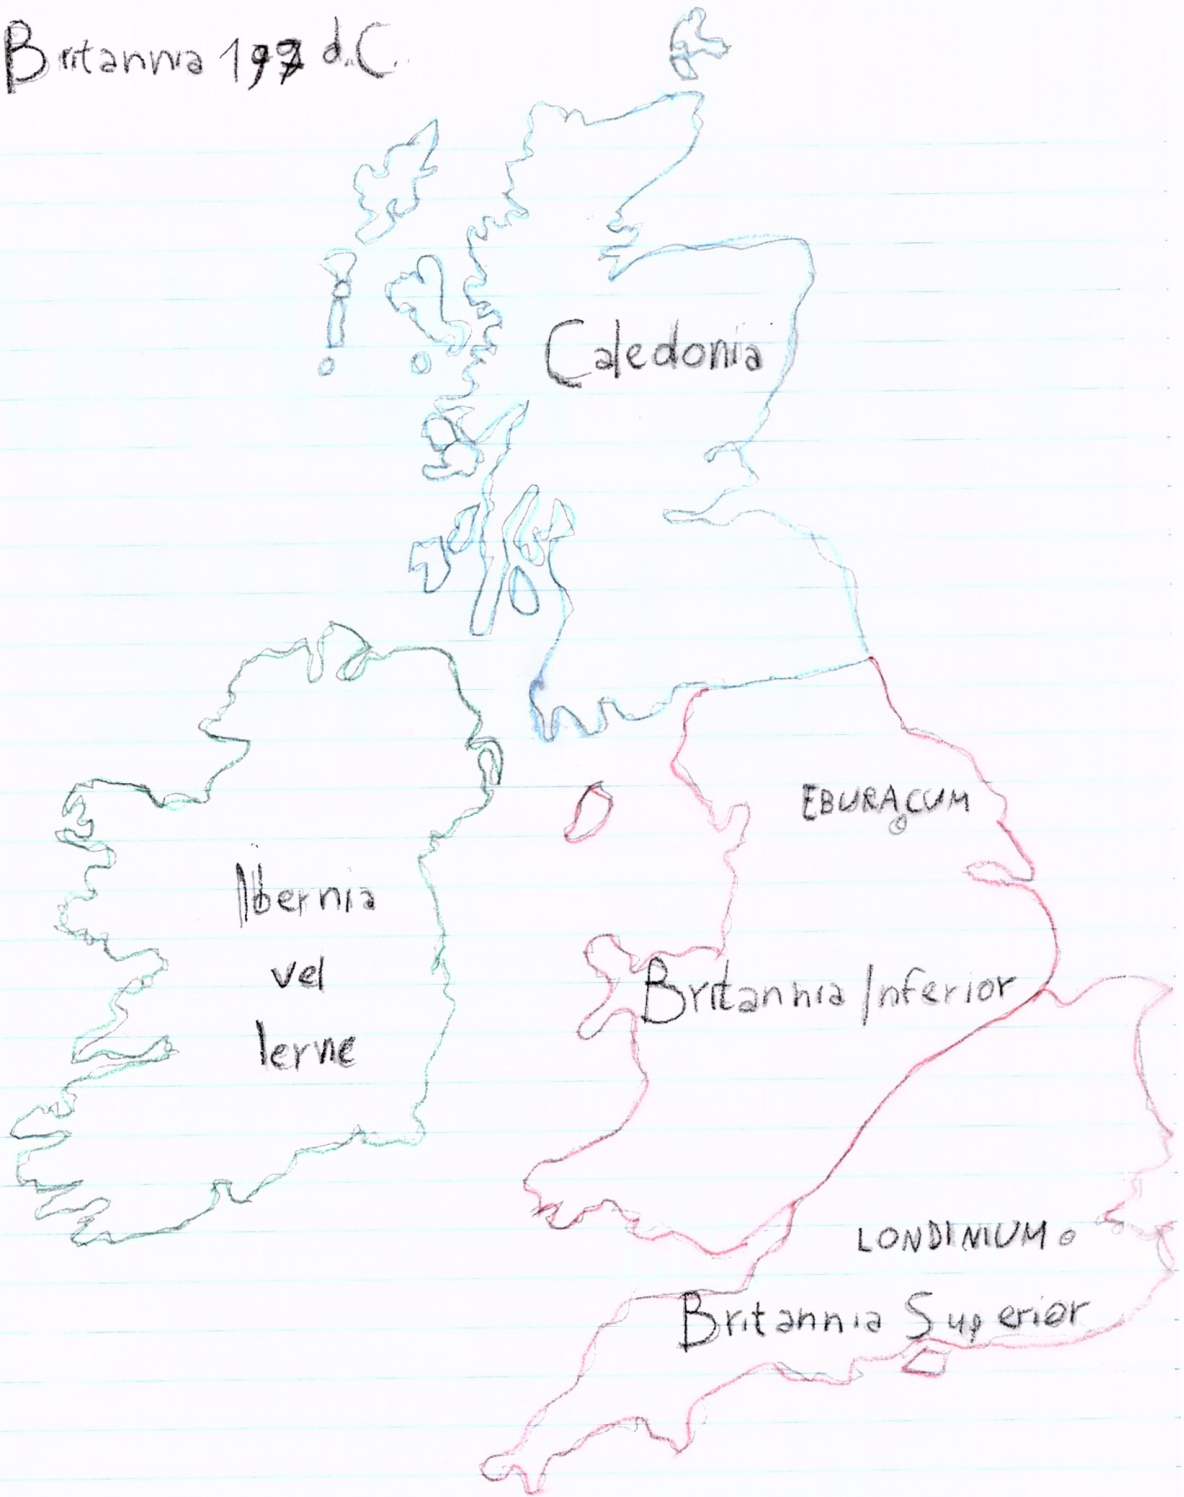 Britannia 197 d.C.
Caledonia
EBURACUM
Ibernia
vel
Ierne
Britannia Inferior
LONDINIUM
Britannia Superior